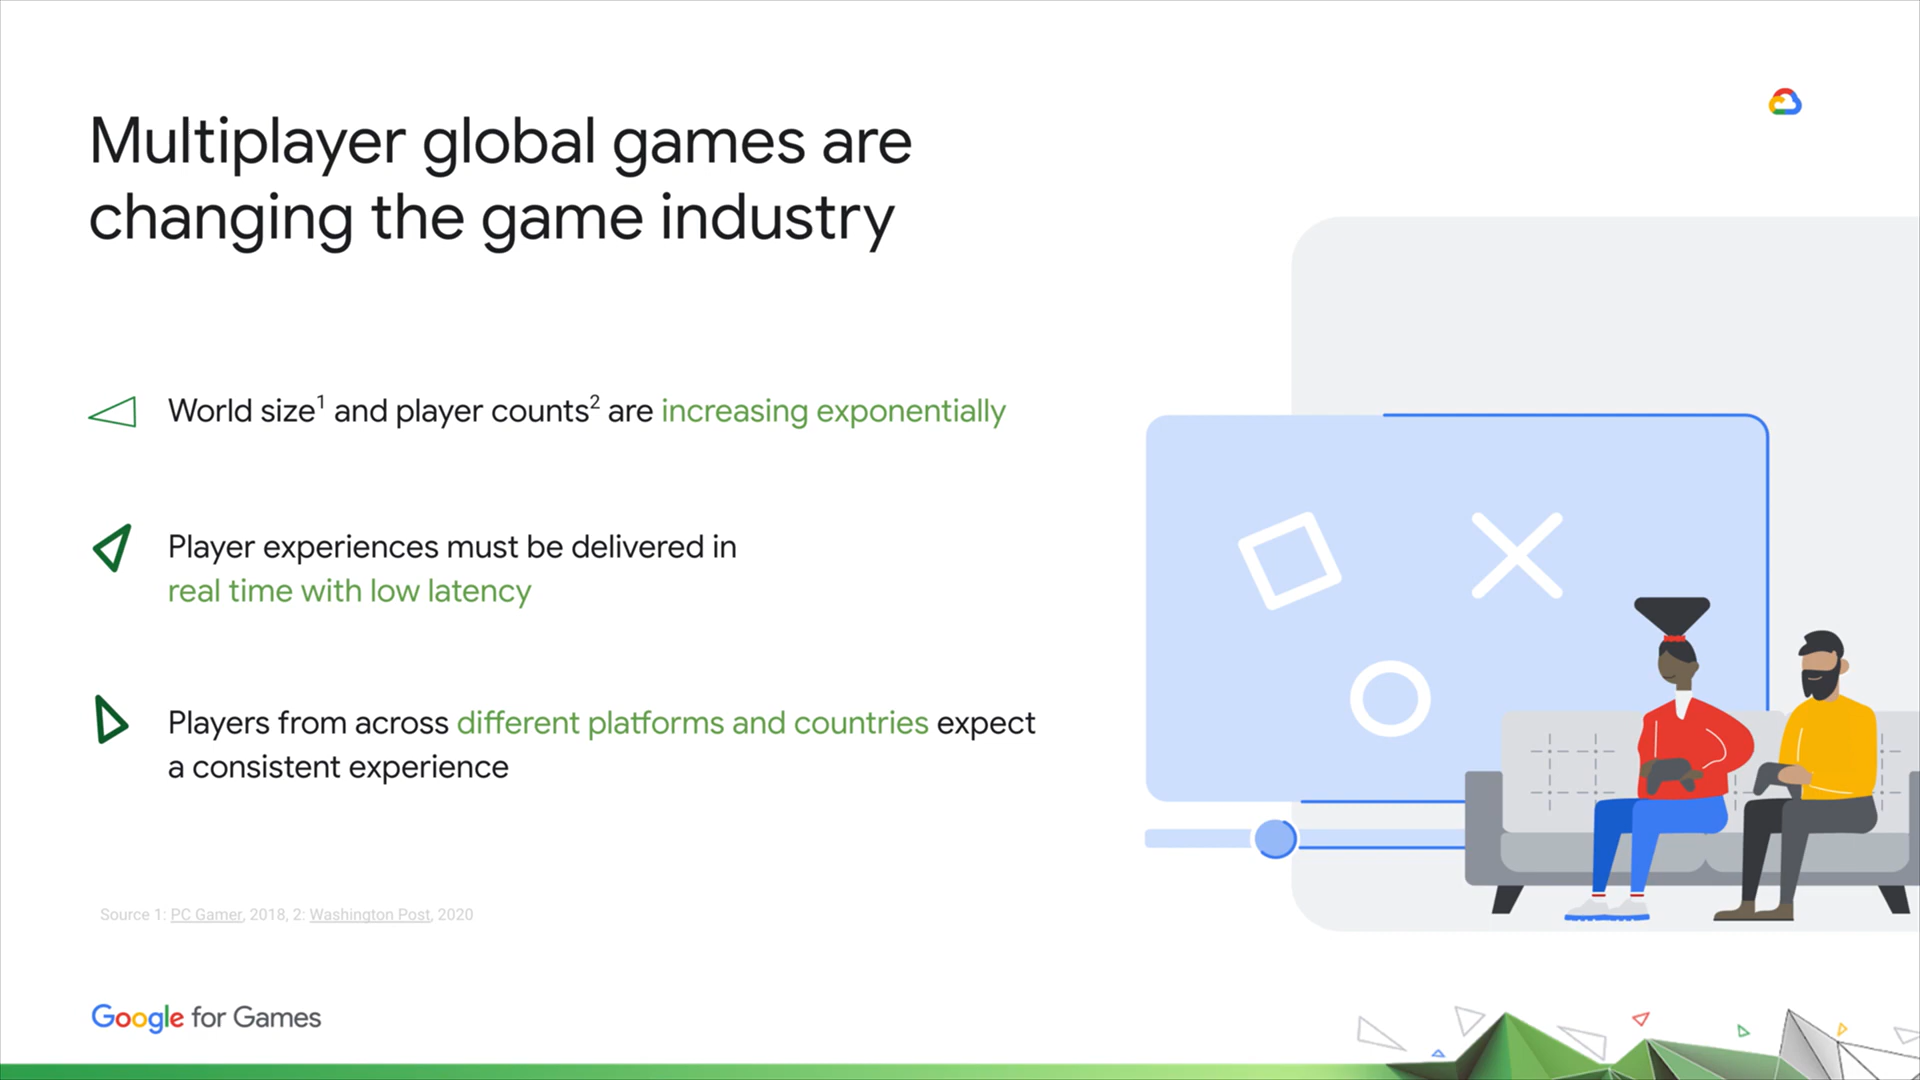 Multiplayer global games are
changing the game industry
World size¹ and player counts² are increasing exponentially
Player experiences must be delivered in
real time with low latency
Players from across different platforms and countries expect
a consistent experience
Source 1: PC Gamer, 2018, 2: Washington Post, 2020
Google for Games